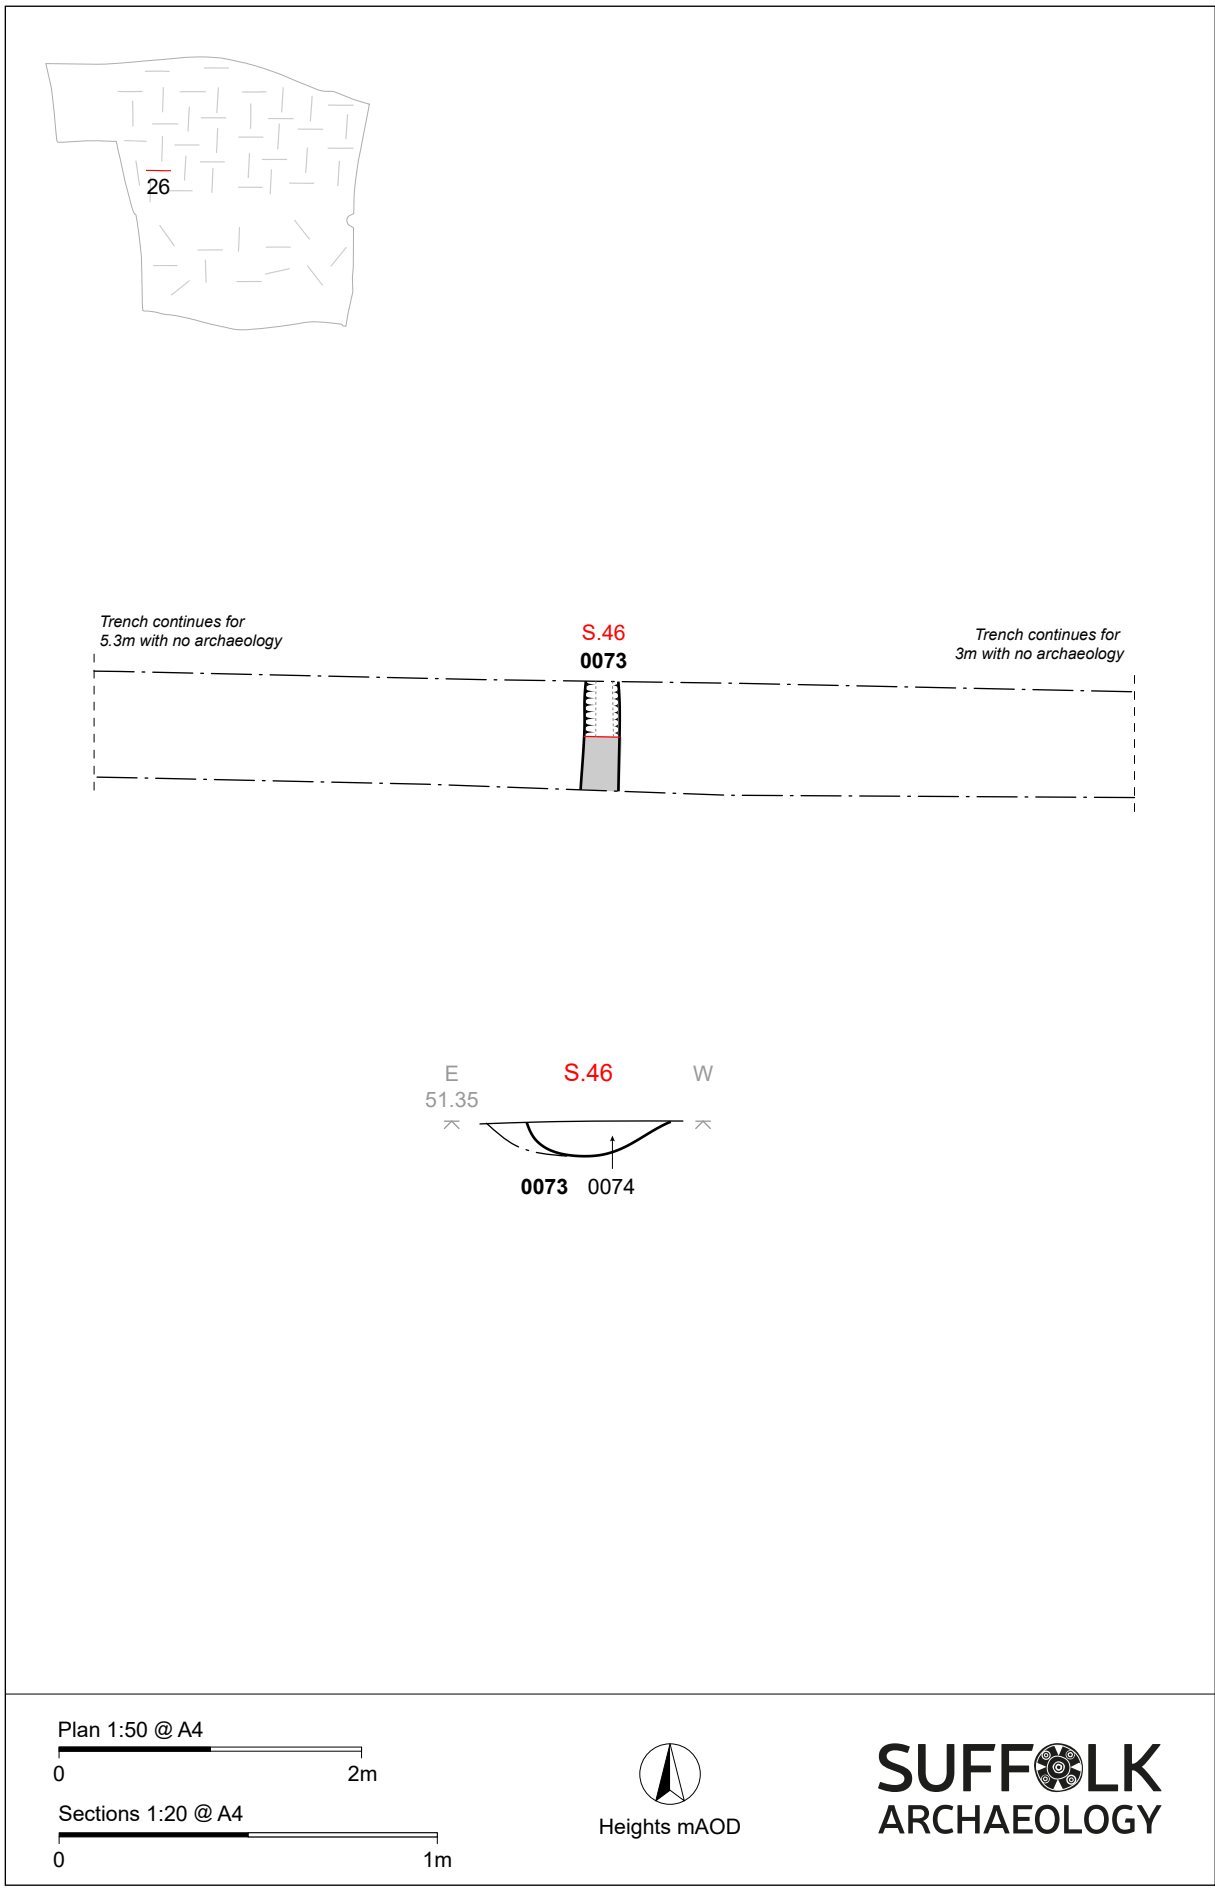 26
Trench continues for
5.3m with no archaeology
S.46
0073
Trench continues for
3m with no archaeology
E
S.46
W
51.35
0073 0074
Plan 1:50 @ A4
0 2m
Sections 1:20 @ A4
0 1m
Heights mAOD
SUFFOLK
ARCHAEOLOGY